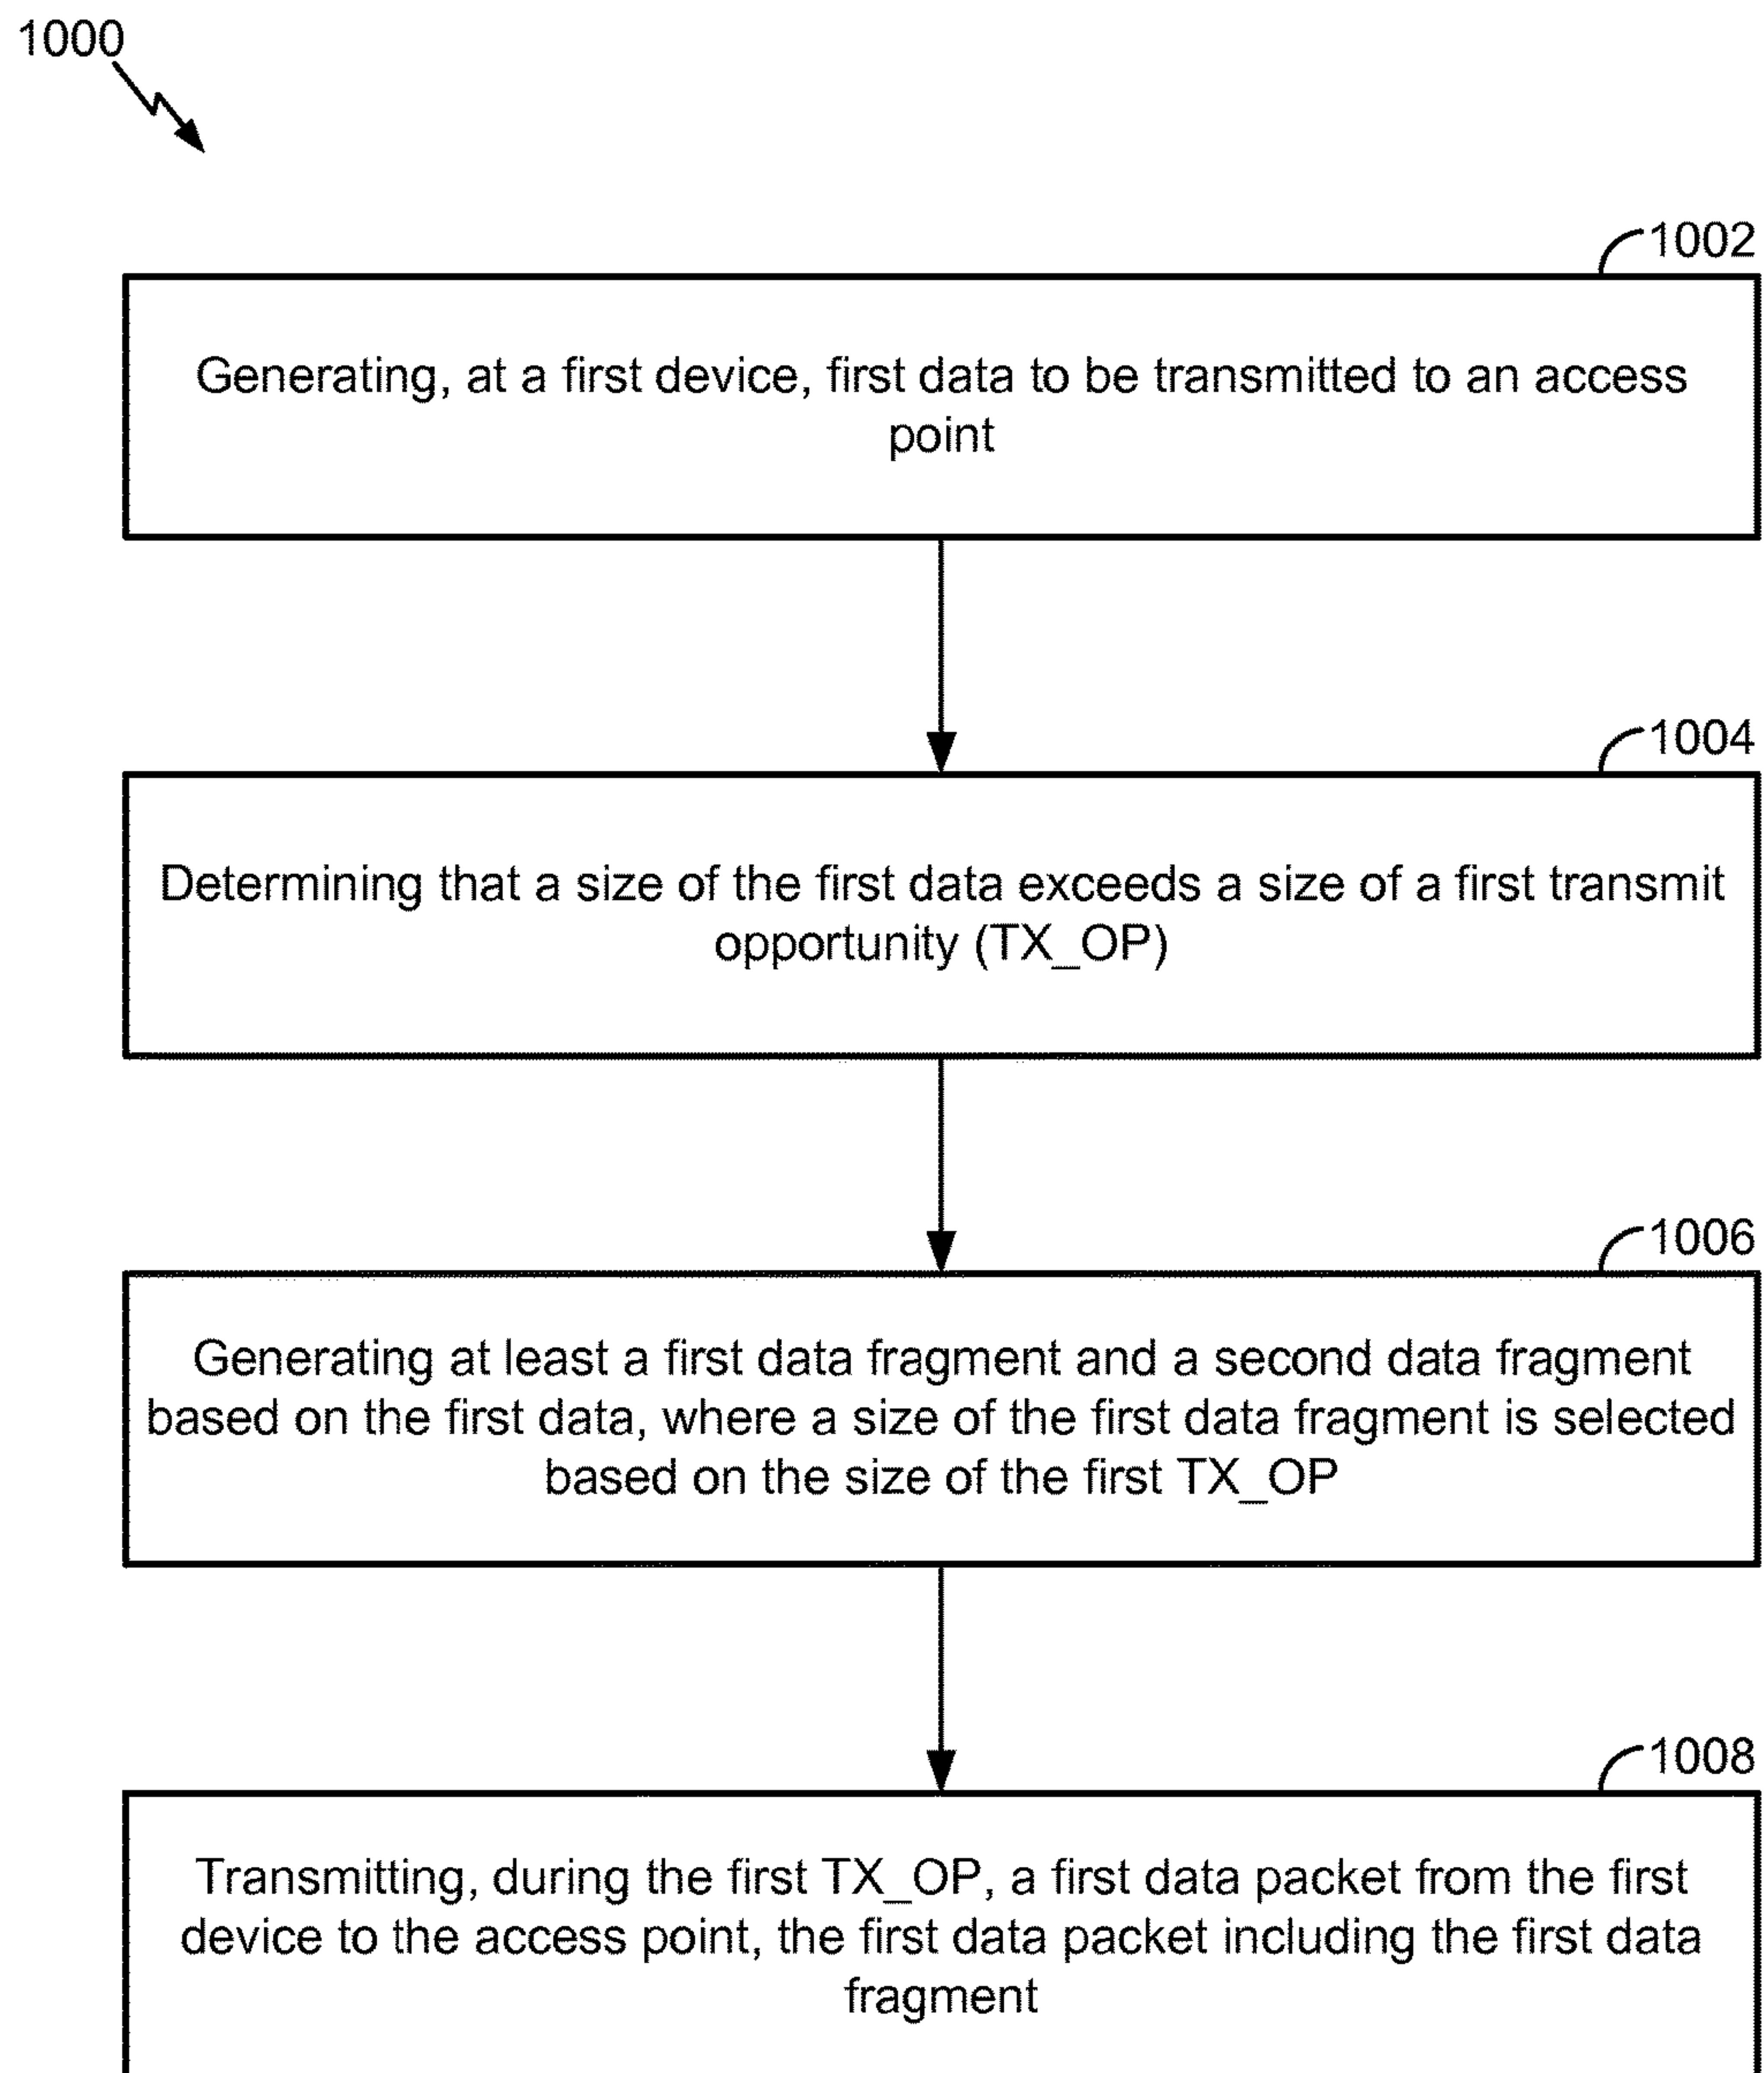 1000
1002
Generating, at a first device, first data to be transmitted to an access
point
1004
Determining that a size of the first data exceeds a size of a first transmit
opportunity (TX_OP)
1006
Generating at least a first data fragment and a second data fragment
based on the first data, where a size of the first data fragment is selected
based on the size of the first TX_OP
1008
Transmitting, during the first TX_OP, a first data packet from the first
device to the access point, the first data packet including the first data
fragment